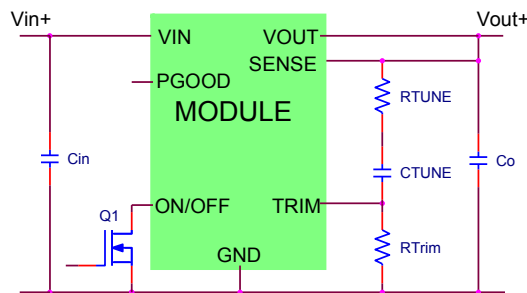 Vin+
Vout+
VIN
VOUT
SENSE
PGOOD
MODULE
RTUNE
Cin
CTUNE
Co
Q1
ON/OFF
TRIM
RTrim
GND